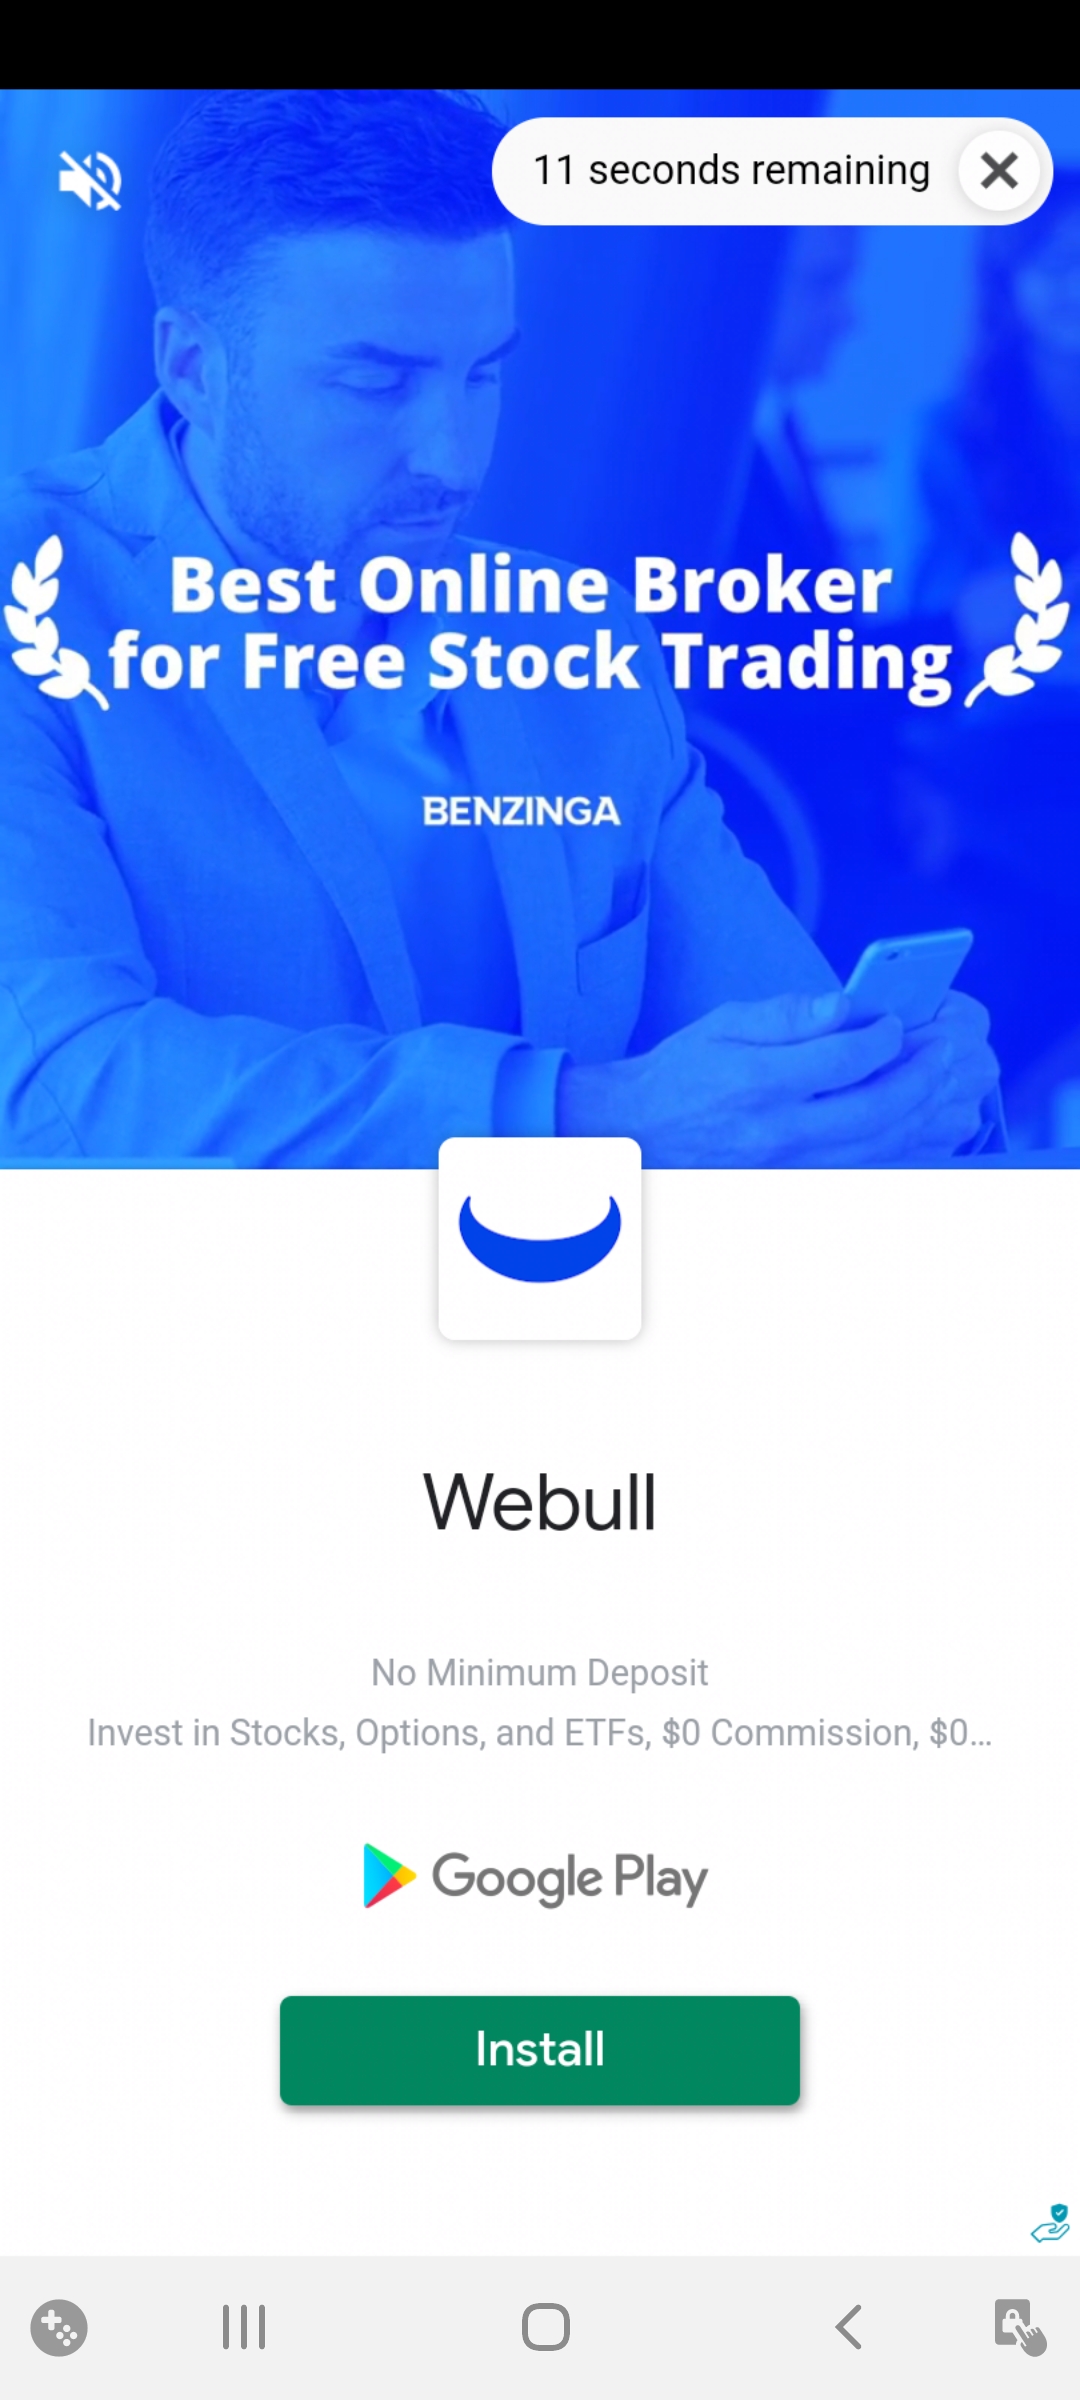 11 seconds remaining
Best Online Broker
for Free Stock Trading
BENZINGA
Webull
No Minimum Deposit
Invest in Stocks, Options, and ETFs, $0 Commission, $0...
Google Play
Install